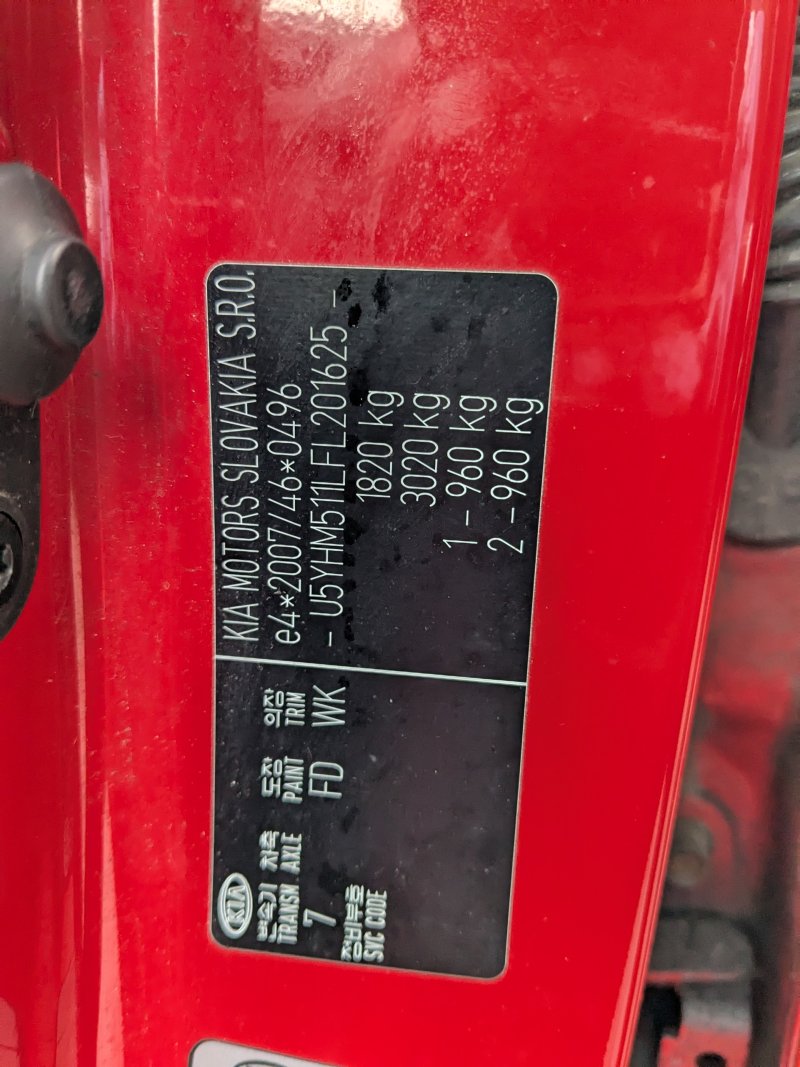 KIA MOTORS SLOVAKIA S.R.O.
e4*2007/46*0496
- U5YHM511LFL201625 -
1820 kg
3020 kg
1 - 960 kg
2 - 960 kg
KIA
변속기 차축 도장 의장
TRANSM AXLE PAINT TRIM
7 FD WK
정비부호
SVC CODE